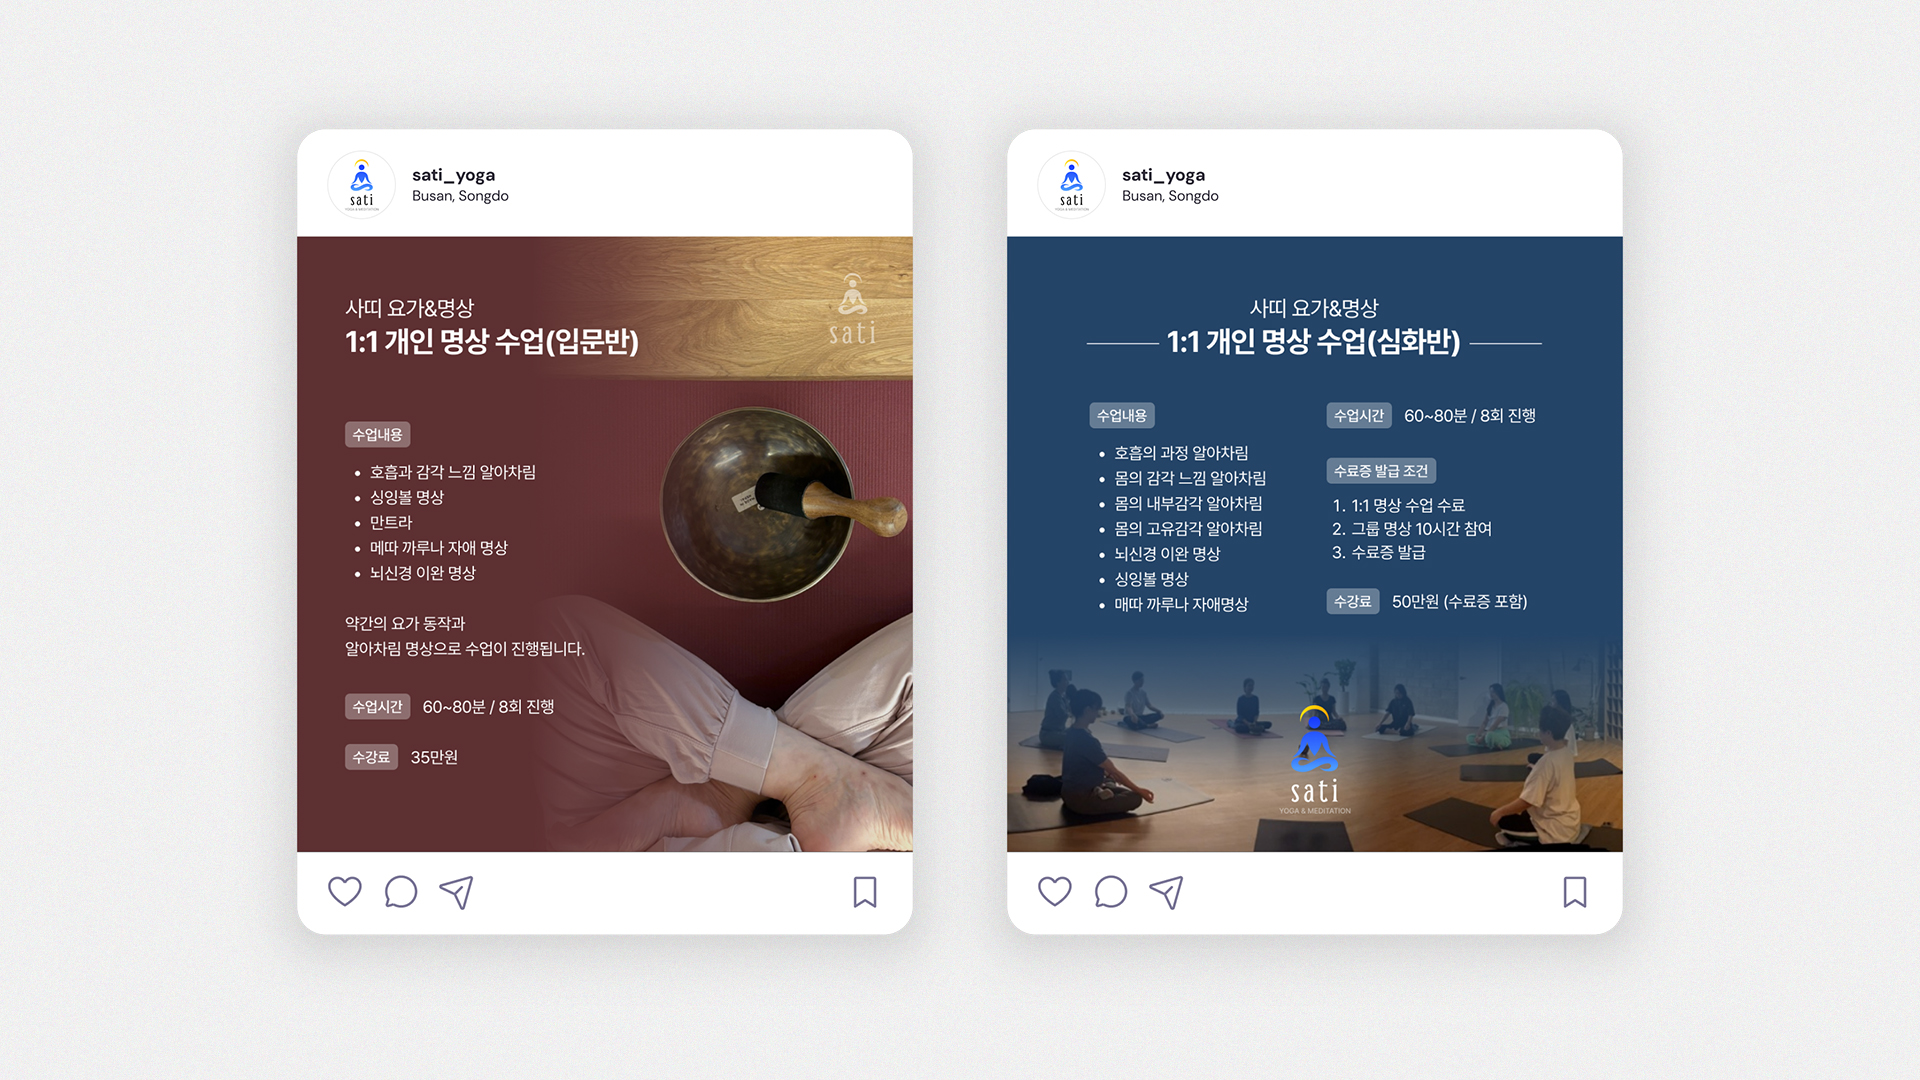 sati
YOGA & MEDITATION
sati_yoga
Busan, Songdo
사띠 요가&명상
1:1 개인 명상 수업(입문반)
sati
수업내용
• 호흡과 감각 느낌 알아차림
• 싱잉볼 명상
• 만트라
• 메따 까루나 자애 명상
• 뇌신경 이완 명상
약간의 요가 동작과
알아차림 명상으로 수업이 진행됩니다.
수업시간 60~80분 / 8회 진행
수강료 35만원
sati
YOGA & MEDITATION
sati_yoga
Busan, Songdo
사띠 요가&명상
1:1 개인 명상 수업(심화반)
수업내용
• 호흡의 과정 알아차림
• 몸의 감각 느낌 알아차림
• 몸의 내부감각 알아차림
• 몸의 고유감각 알아차림
• 뇌신경 이완 명상
• 싱잉볼 명상
• 매따 까루나 자애명상
수업시간 60~80분 / 8회 진행
수료증 발급 조건
1. 1:1 명상 수업 수료
2. 그룹 명상 10시간 참여
3. 수료증 발급
수강료 50만원 (수료증 포함)
sati
YOGA & MEDITATION